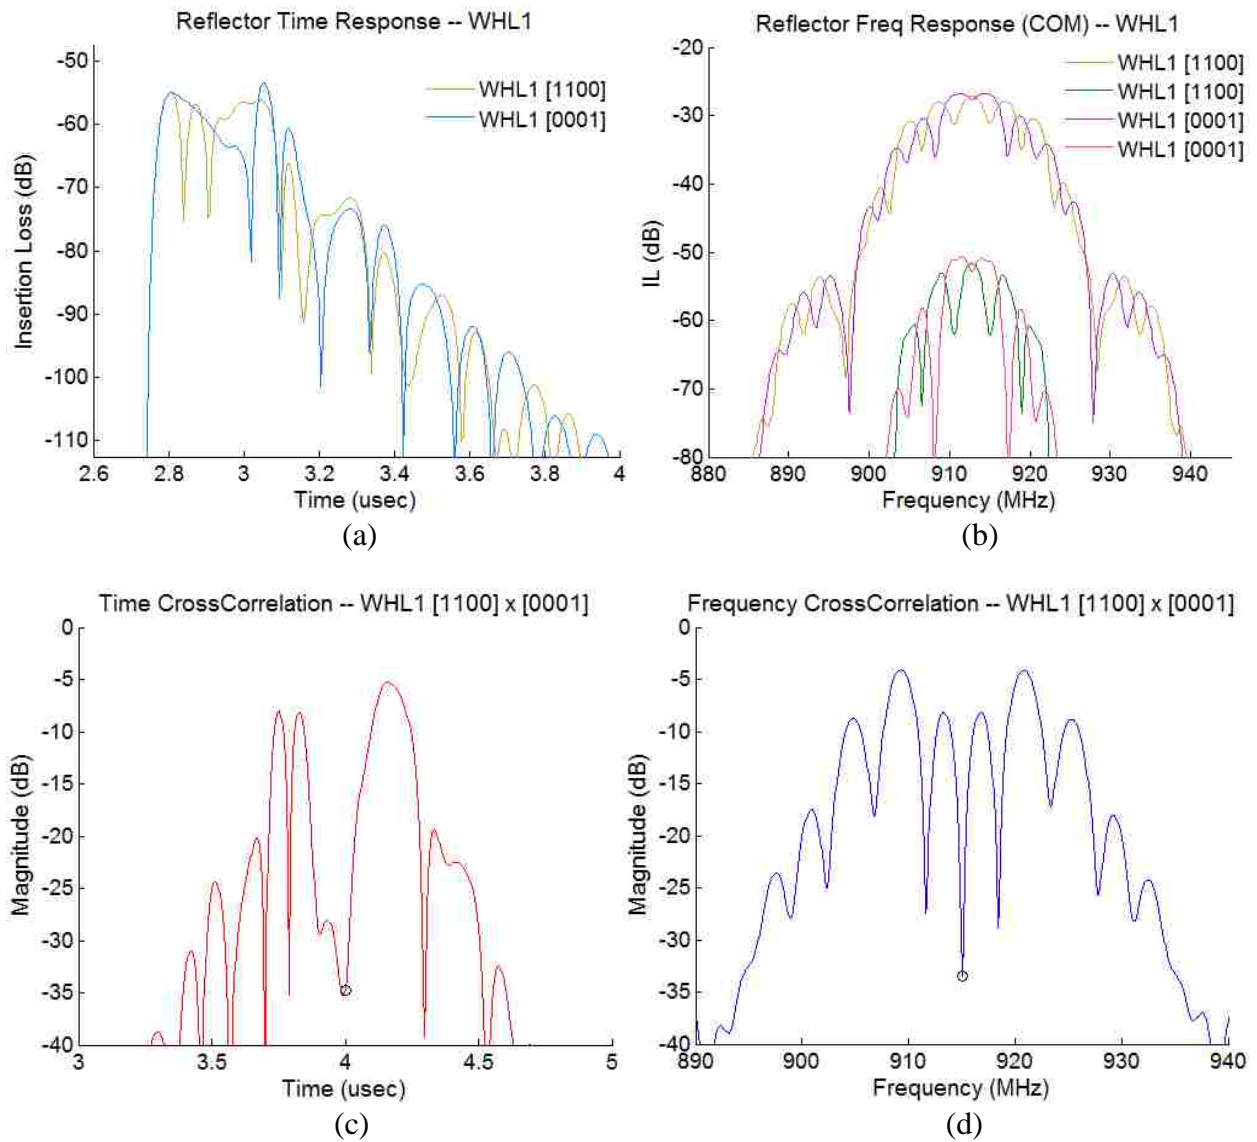 Reflector Time Response -- WHL1
-50
-60
-70
-80
-90
-100
-110
Insertion Loss (dB)
WHL1 [1100]
WHL1 [0001]
2.6 2.8 3 3.2 3.4 3.6 3.8 4
Time (usec)
(a)
Reflector Freq Response (COM) -- WHL1
-20
-30
-40
-50
-60
-70
-80
IL (dB)
WHL1 [1100]
WHL1 [1100]
WHL1 [0001]
WHL1 [0001]
880 890 900 910 920 930 940
Frequency (MHz)
(b)
Time CrossCorrelation -- WHL1 [1100] x [0001]
0
-5
-10
-15
-20
-25
-30
-35
-40
Magnitude (dB)
3 3.5 4 4.5 5
Time (usec)
(c)
Frequency CrossCorrelation -- WHL1 [1100] x [0001]
0
-5
-10
-15
-20
-25
-30
-35
-40
Magnitude (dB)
890 900 910 920 930 940
Frequency (MHz)
(d)